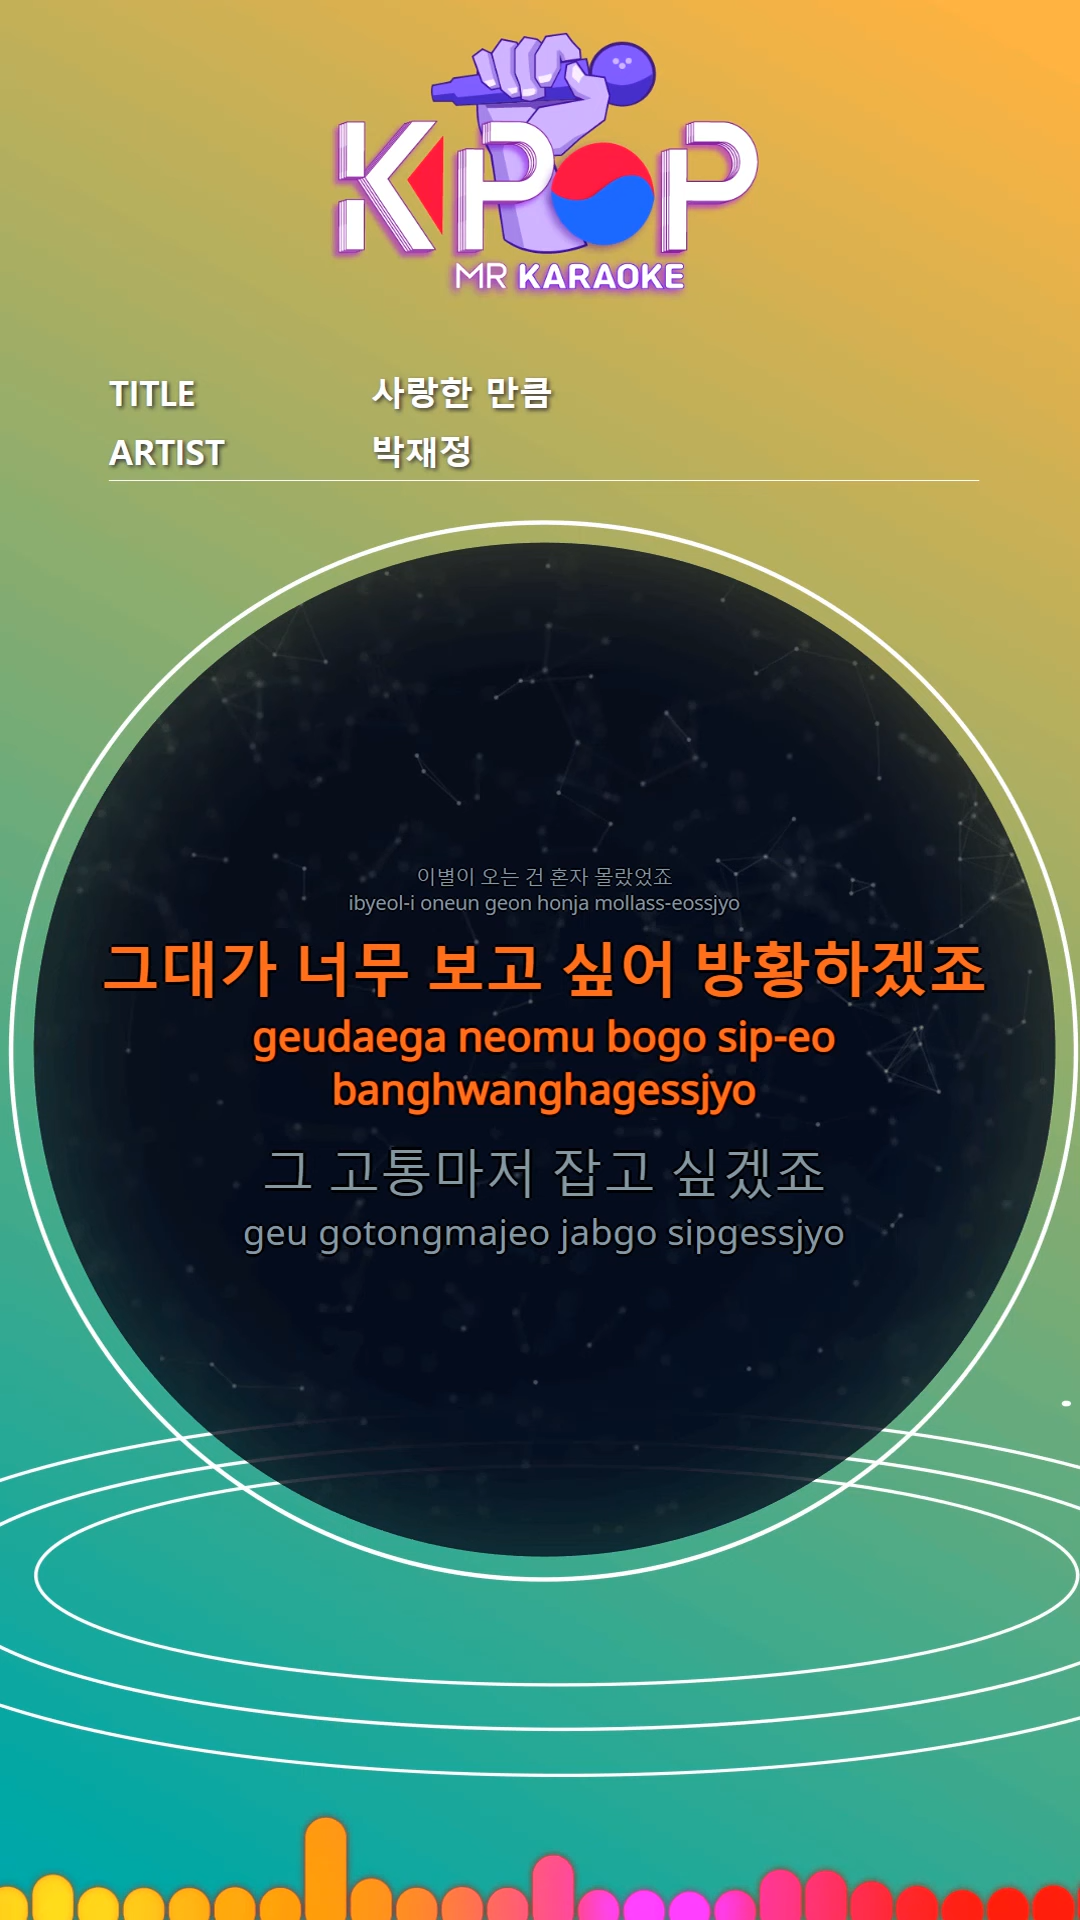 KPOP
MR KARAOKE
TITLE 사랑한 만큼
ARTIST 박재정
이별이 오는 건 혼자 몰랐었죠
ibyeol-i oneun geon honja mollass-eossjyo
그대가 너무 보고 싶어 방황하겠죠
geudaega neomu bogo sip-eo
banghwanghagessjyo
그 고통마저 잡고 싶겠죠
geu gotongmajeo jabgo sipgessjyo